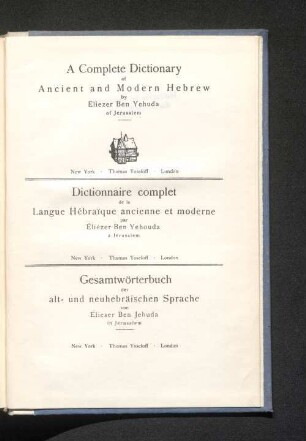 A Complete Dictionary
of
Ancient and Modern Hebrew
by
Eliezer Ben Yehuda
of Jerusalem
New York · Thomas Yoseloff · London
Dictionnaire complet
de la
Langue Hébraïque ancienne et moderne
par
Éliézer Ben Yehouda
à Jérusalem
New York · Thomas Yoseloff · London
Gesamtwörterbuch
der
alt- und neuhebräischen Sprache
von
Elieser Ben Jehuda
in Jerusalem
New York · Thomas Yoseloff · London